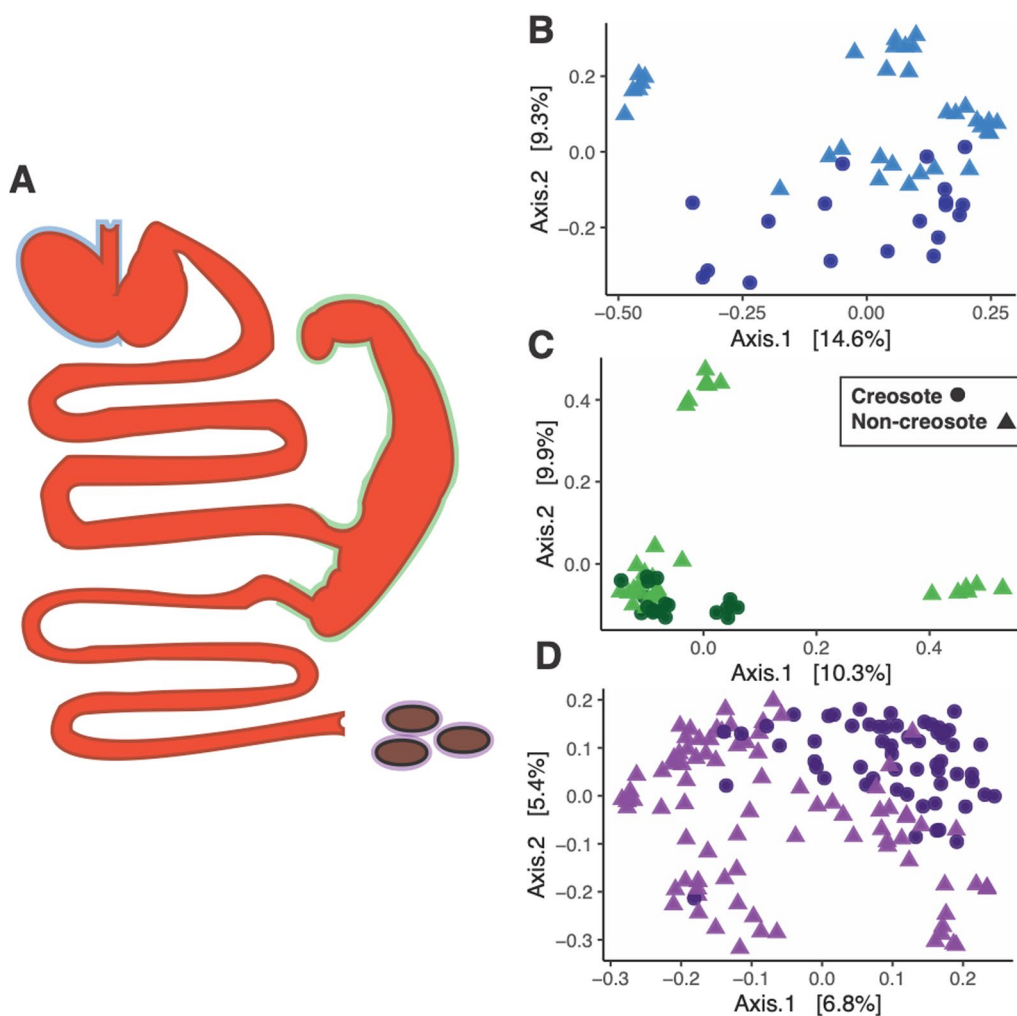 A
B
0.2
0.0
−0.2
Axis.2 [9.3%]
−0.50
−0.25
0.00
0.25
Axis.1 [14.6%]
C
0.4
0.2
0.0
Axis.2 [9.9%]
Creosote
Non-creosote
0.0
0.2
0.4
Axis.1 [10.3%]
D
0.2
0.1
0.0
−0.1
−0.2
−0.3
Axis.2 [5.4%]
−0.3
−0.2
−0.1
0.0
0.1
0.2
Axis.1 [6.8%]